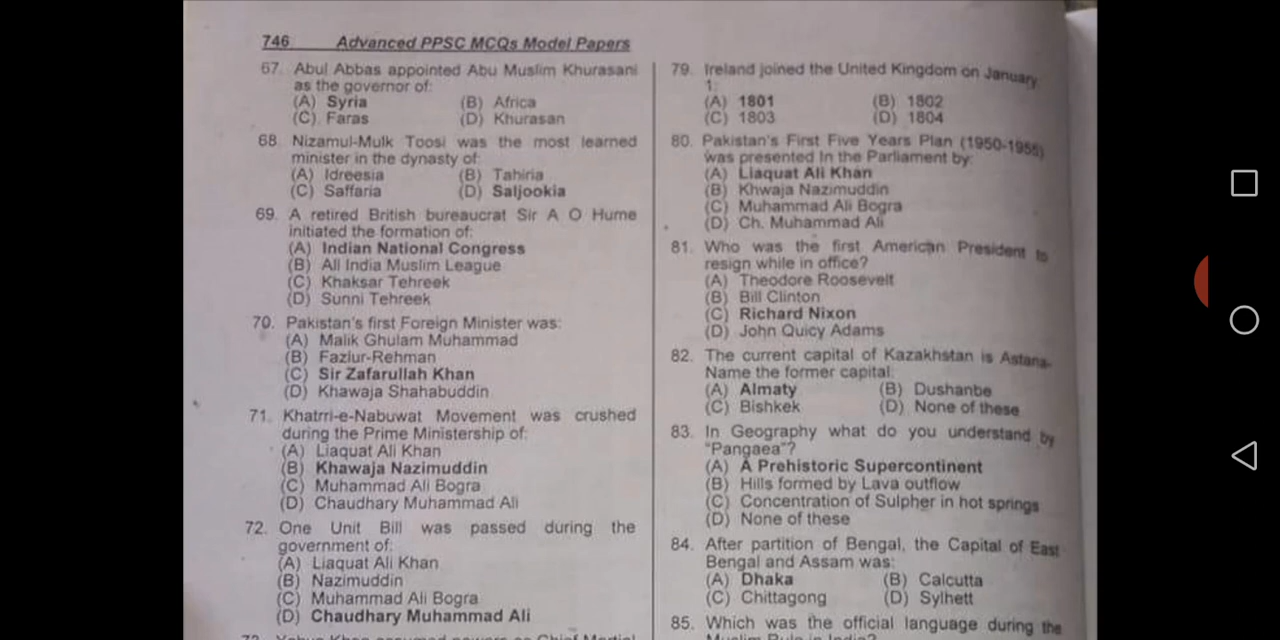 746 Advanced PPSC MCQs Model Papers
67. Abul Abbas appointed Abu Muslim Khurasani
as the governor of:
(A) Syria (B) Africa
(C) Faras (D) Khurasan
68. Nizamul-Mulk Toosi was the most learned
minister in the dynasty of:
(A) Idreesia (B) Tahiria
(C) Saffaria (D) Saljookia
69. A retired British bureaucrat Sir A O Hume
initiated the formation of:
(A) Indian National Congress
(B) All India Muslim League
(C) Khaksar Tehreek
(D) Sunni Tehreek
70. Pakistan's first Foreign Minister was:
(A) Malik Ghulam Muhammad
(B) Fazlur-Rehman
(C) Sir Zafarullah Khan
(D) Khawaja Shahabuddin
71. Khatrri-e-Nabuwat Movement was crushed
during the Prime Ministership of:
(A) Liaquat Ali Khan
(B) Khawaja Nazimuddin
(C) Muhammad Ali Bogra
(D) Chaudhary Muhammad Ali
72. One Unit Bill was passed during the
government of:
(A) Liaquat Ali Khan
(B) Nazimuddin
(C) Muhammad Ali Bogra
(D) Chaudhary Muhammad Ali
79. Ireland joined the United Kingdom on January
1:
(A) 1801 (B) 1802
(C) 1803 (D) 1804
80. Pakistan's First Five Years Plan (1950-1955)
was presented In the Parliament by:
(A) Liaquat Ali Khan
(B) Khwaja Nazimuddin
(C) Muhammad Ali Bogra
(D) Ch. Muhammad Ali
81. Who was the first American President to
resign while in office?
(A) Theodore Roosevelt
(B) Bill Clinton
(C) Richard Nixon
(D) John Quicy Adams
82. The current capital of Kazakhstan is Astana.
Name the former capital:
(A) Almaty (B) Dushanbe
(C) Bishkek (D) None of these
83. In Geography what do you understand by
"Pangaea"?
(A) A Prehistoric Supercontinent
(B) Hills formed by Lava outflow
(C) Concentration of Sulpher in hot springs
(D) None of these
84. After partition of Bengal, the Capital of East
Bengal and Assam was:
(A) Dhaka (B) Calcutta
(C) Chittagong (D) Sylhett
85. Which was the official language during the